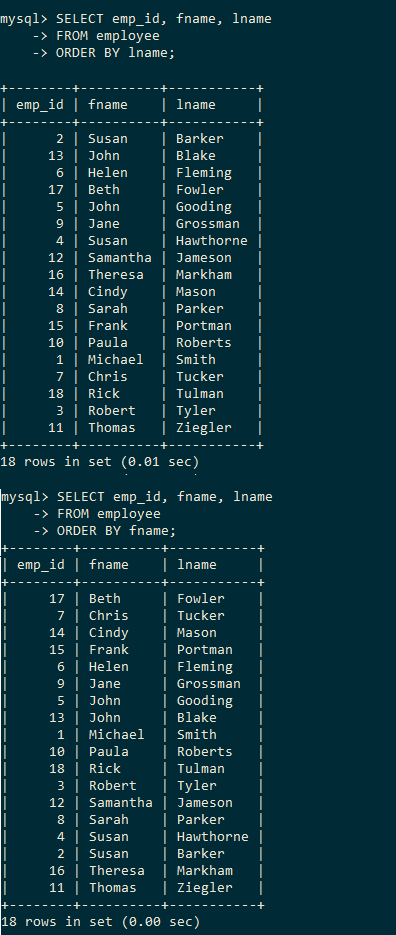 mysql> SELECT emp_id, fname, lname
    -> FROM employee
    -> ORDER BY lname;
+--------+----------+-----------+
| emp_id | fname    | lname     |
+--------+----------+-----------+
|      2 | Susan    | Barker    |
|     13 | John     | Blake     |
|      6 | Helen    | Fleming   |
|     17 | Beth     | Fowler    |
|      5 | John     | Gooding   |
|      9 | Jane     | Grossman  |
|      4 | Susan    | Hawthorne |
|     12 | Samantha | Jameson   |
|     16 | Theresa  | Markham   |
|     14 | Cindy    | Mason     |
|      8 | Sarah    | Parker    |
|     15 | Frank    | Portman   |
|     10 | Paula    | Roberts   |
|      1 | Michael  | Smith     |
|      7 | Chris    | Tucker    |
|     18 | Rick     | Tulman    |
|      3 | Robert   | Tyler     |
|     11 | Thomas   | Ziegler   |
+--------+----------+-----------+
18 rows in set (0.01 sec)
mysql> SELECT emp_id, fname, lname
    -> FROM employee
    -> ORDER BY fname;
+--------+----------+-----------+
| emp_id | fname    | lname     |
+--------+----------+-----------+
|     17 | Beth     | Fowler    |
|      7 | Chris    | Tucker    |
|     14 | Cindy    | Mason     |
|     15 | Frank    | Portman   |
|      6 | Helen    | Fleming   |
|      9 | Jane     | Grossman  |
|      5 | John     | Gooding   |
|     13 | John     | Blake     |
|      1 | Michael  | Smith     |
|     10 | Paula    | Roberts   |
|     18 | Rick     | Tulman    |
|      3 | Robert   | Tyler     |
|     12 | Samantha | Jameson   |
|      8 | Sarah    | Parker    |
|      4 | Susan    | Hawthorne |
|      2 | Susan    | Barker    |
|     16 | Theresa  | Markham   |
|     11 | Thomas   | Ziegler   |
+--------+----------+-----------+
18 rows in set (0.00 sec)